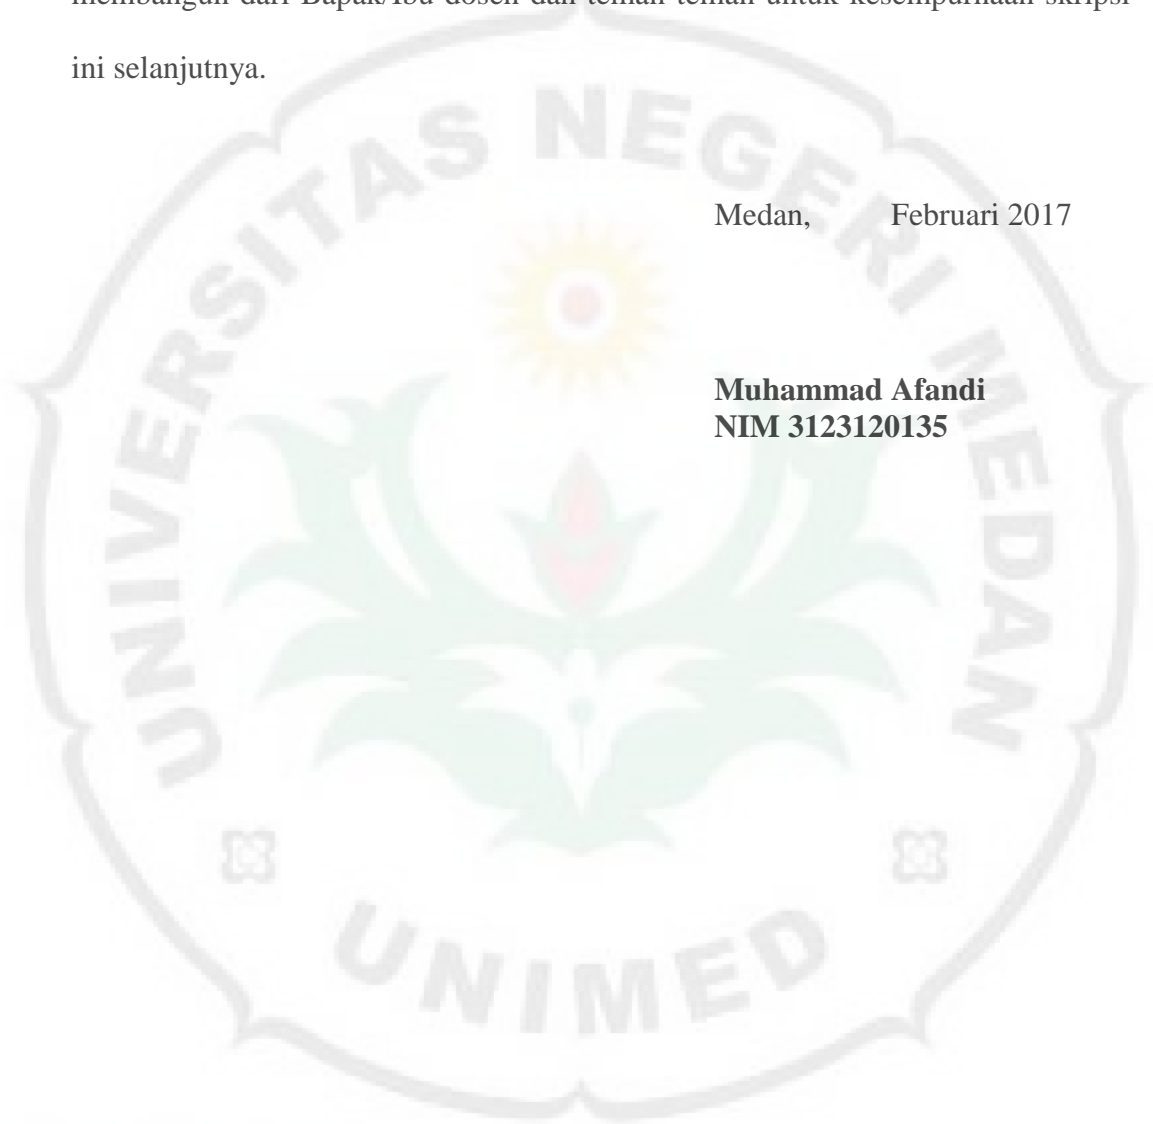 membangun dari Bapak/Ibu dosen dan teman-teman untuk kesempurnaan skripsi
ini selanjutnya.
UNIVERSITAS NEGERI MEDAN
Medan, Februari 2017
Muhammad Afandi
NIM 3123120135
UNIMED